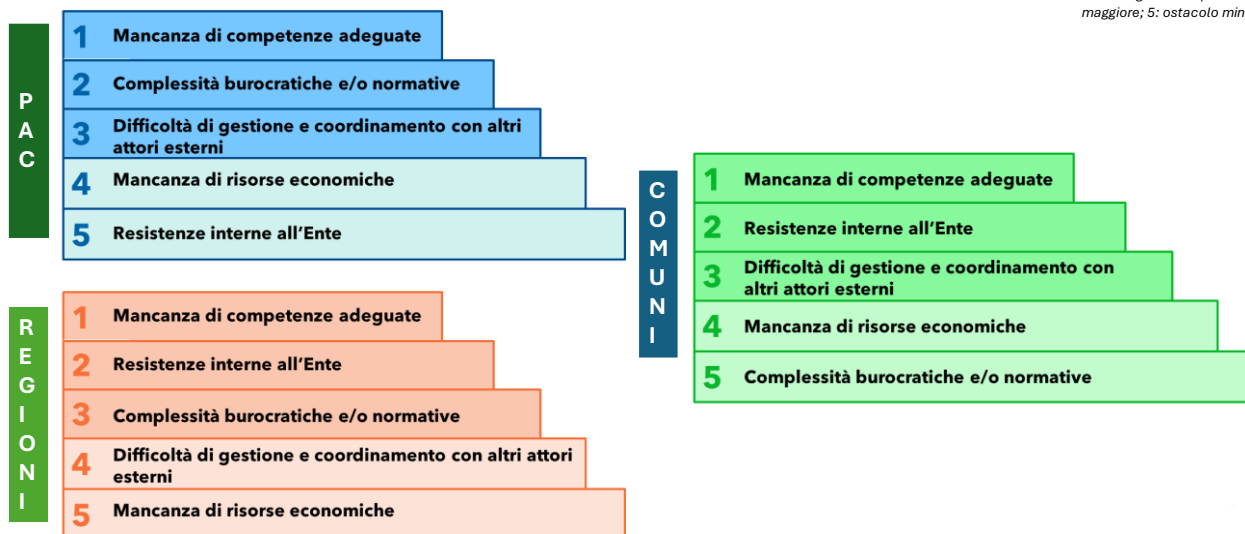 maggiore; 5: ostacolo min
PAC
1 Mancanza di competenze adeguate
2 Complessità burocratiche e/o normative
3 Difficoltà di gestione e coordinamento con altri
attori esterni
4 Mancanza di risorse economiche
5 Resistenze interne all'Ente
REGIONI
1 Mancanza di competenze adeguate
2 Resistenze interne all'Ente
3 Complessità burocratiche e/o normative
4 Difficoltà di gestione e coordinamento con altri attori
esterni
5 Mancanza di risorse economiche
COMUNI
1 Mancanza di competenze adeguate
2 Resistenze interne all'Ente
3 Difficoltà di gestione e coordinamento con
altri attori esterni
4 Mancanza di risorse economiche
5 Complessità burocratiche e/o normative